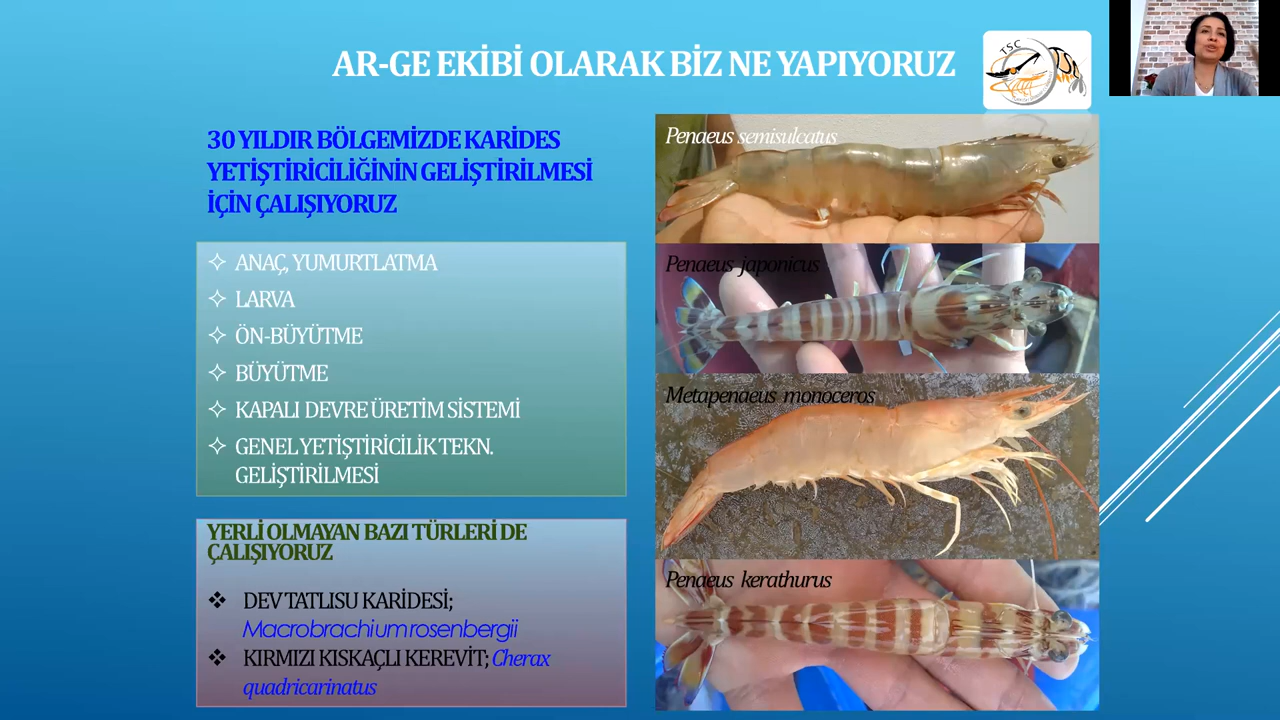 AR-GE EKİBİ OLARAK BİZ NE YAPIYORUZ
TSC
30 YILDIR BÖLGEMİZDE KARİDES
YETİŞTİRİCİLİĞİNİN GELİŞTİRİLMESİ
İÇİN ÇALIŞIYORUZ
ANAÇ, YUMURTLATMA
LARVA
ÖN-BÜYÜTME
BÜYÜTME
KAPALI DEVRE ÜRETİM SİSTEMİ
GENEL YETİŞTİRİCİLİK TEKN.
GELİŞTİRİLMESİ
YERLİ OLMAYAN BAZI TÜRLERİ DE
ÇALIŞIYORUZ
DEV TATLISU KARİDESİ;
Macrobrachium rosenbergii
KIRMIZI KISKAÇLI KEREVİT; Cherax
quadricarinatus
Penaeus semisulcatus
Penaeus japonicus
Metapenaeus monoceros
Penaeus kerathurus